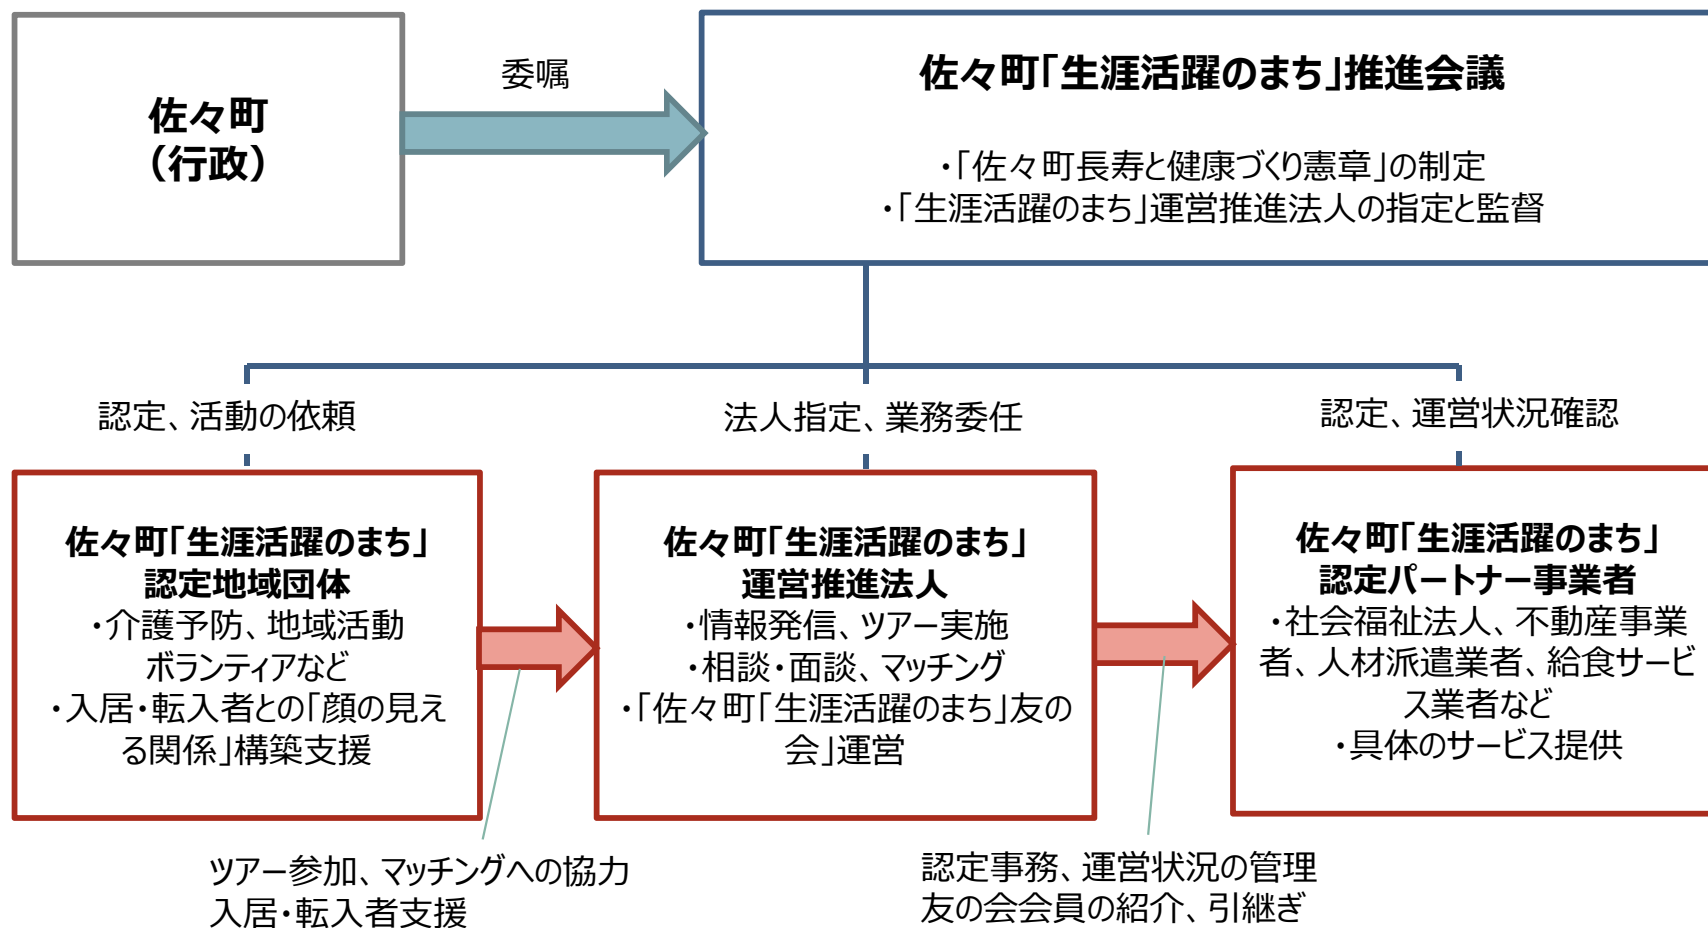 佐々町
（行政）
委嘱
佐々町「生涯活躍のまち」推進会議
・「佐々町長寿と健康づくり憲章」の制定
・「生涯活躍のまち」運営推進法人の指定と監督
認定、活動の依頼
法人指定、業務委任
認定、運営状況確認
佐々町「生涯活躍のまち」
認定地域団体
・介護予防、地域活動
ボランティアなど
・入居・転入者との「顔の見え
る関係」構築支援
佐々町「生涯活躍のまち」
運営推進法人
・情報発信、ツアー実施
・相談・面談、マッチング
・「佐々町「生涯活躍のまち」友の
会」運営
佐々町「生涯活躍のまち」
認定パートナー事業者
・社会福祉法人、不動産事業
者、人材派遣業者、給食サービ
ス業者など
・具体のサービス提供
ツアー参加、マッチングへの協力
入居・転入者支援
認定事務、運営状況の管理
友の会会員の紹介、引継ぎ